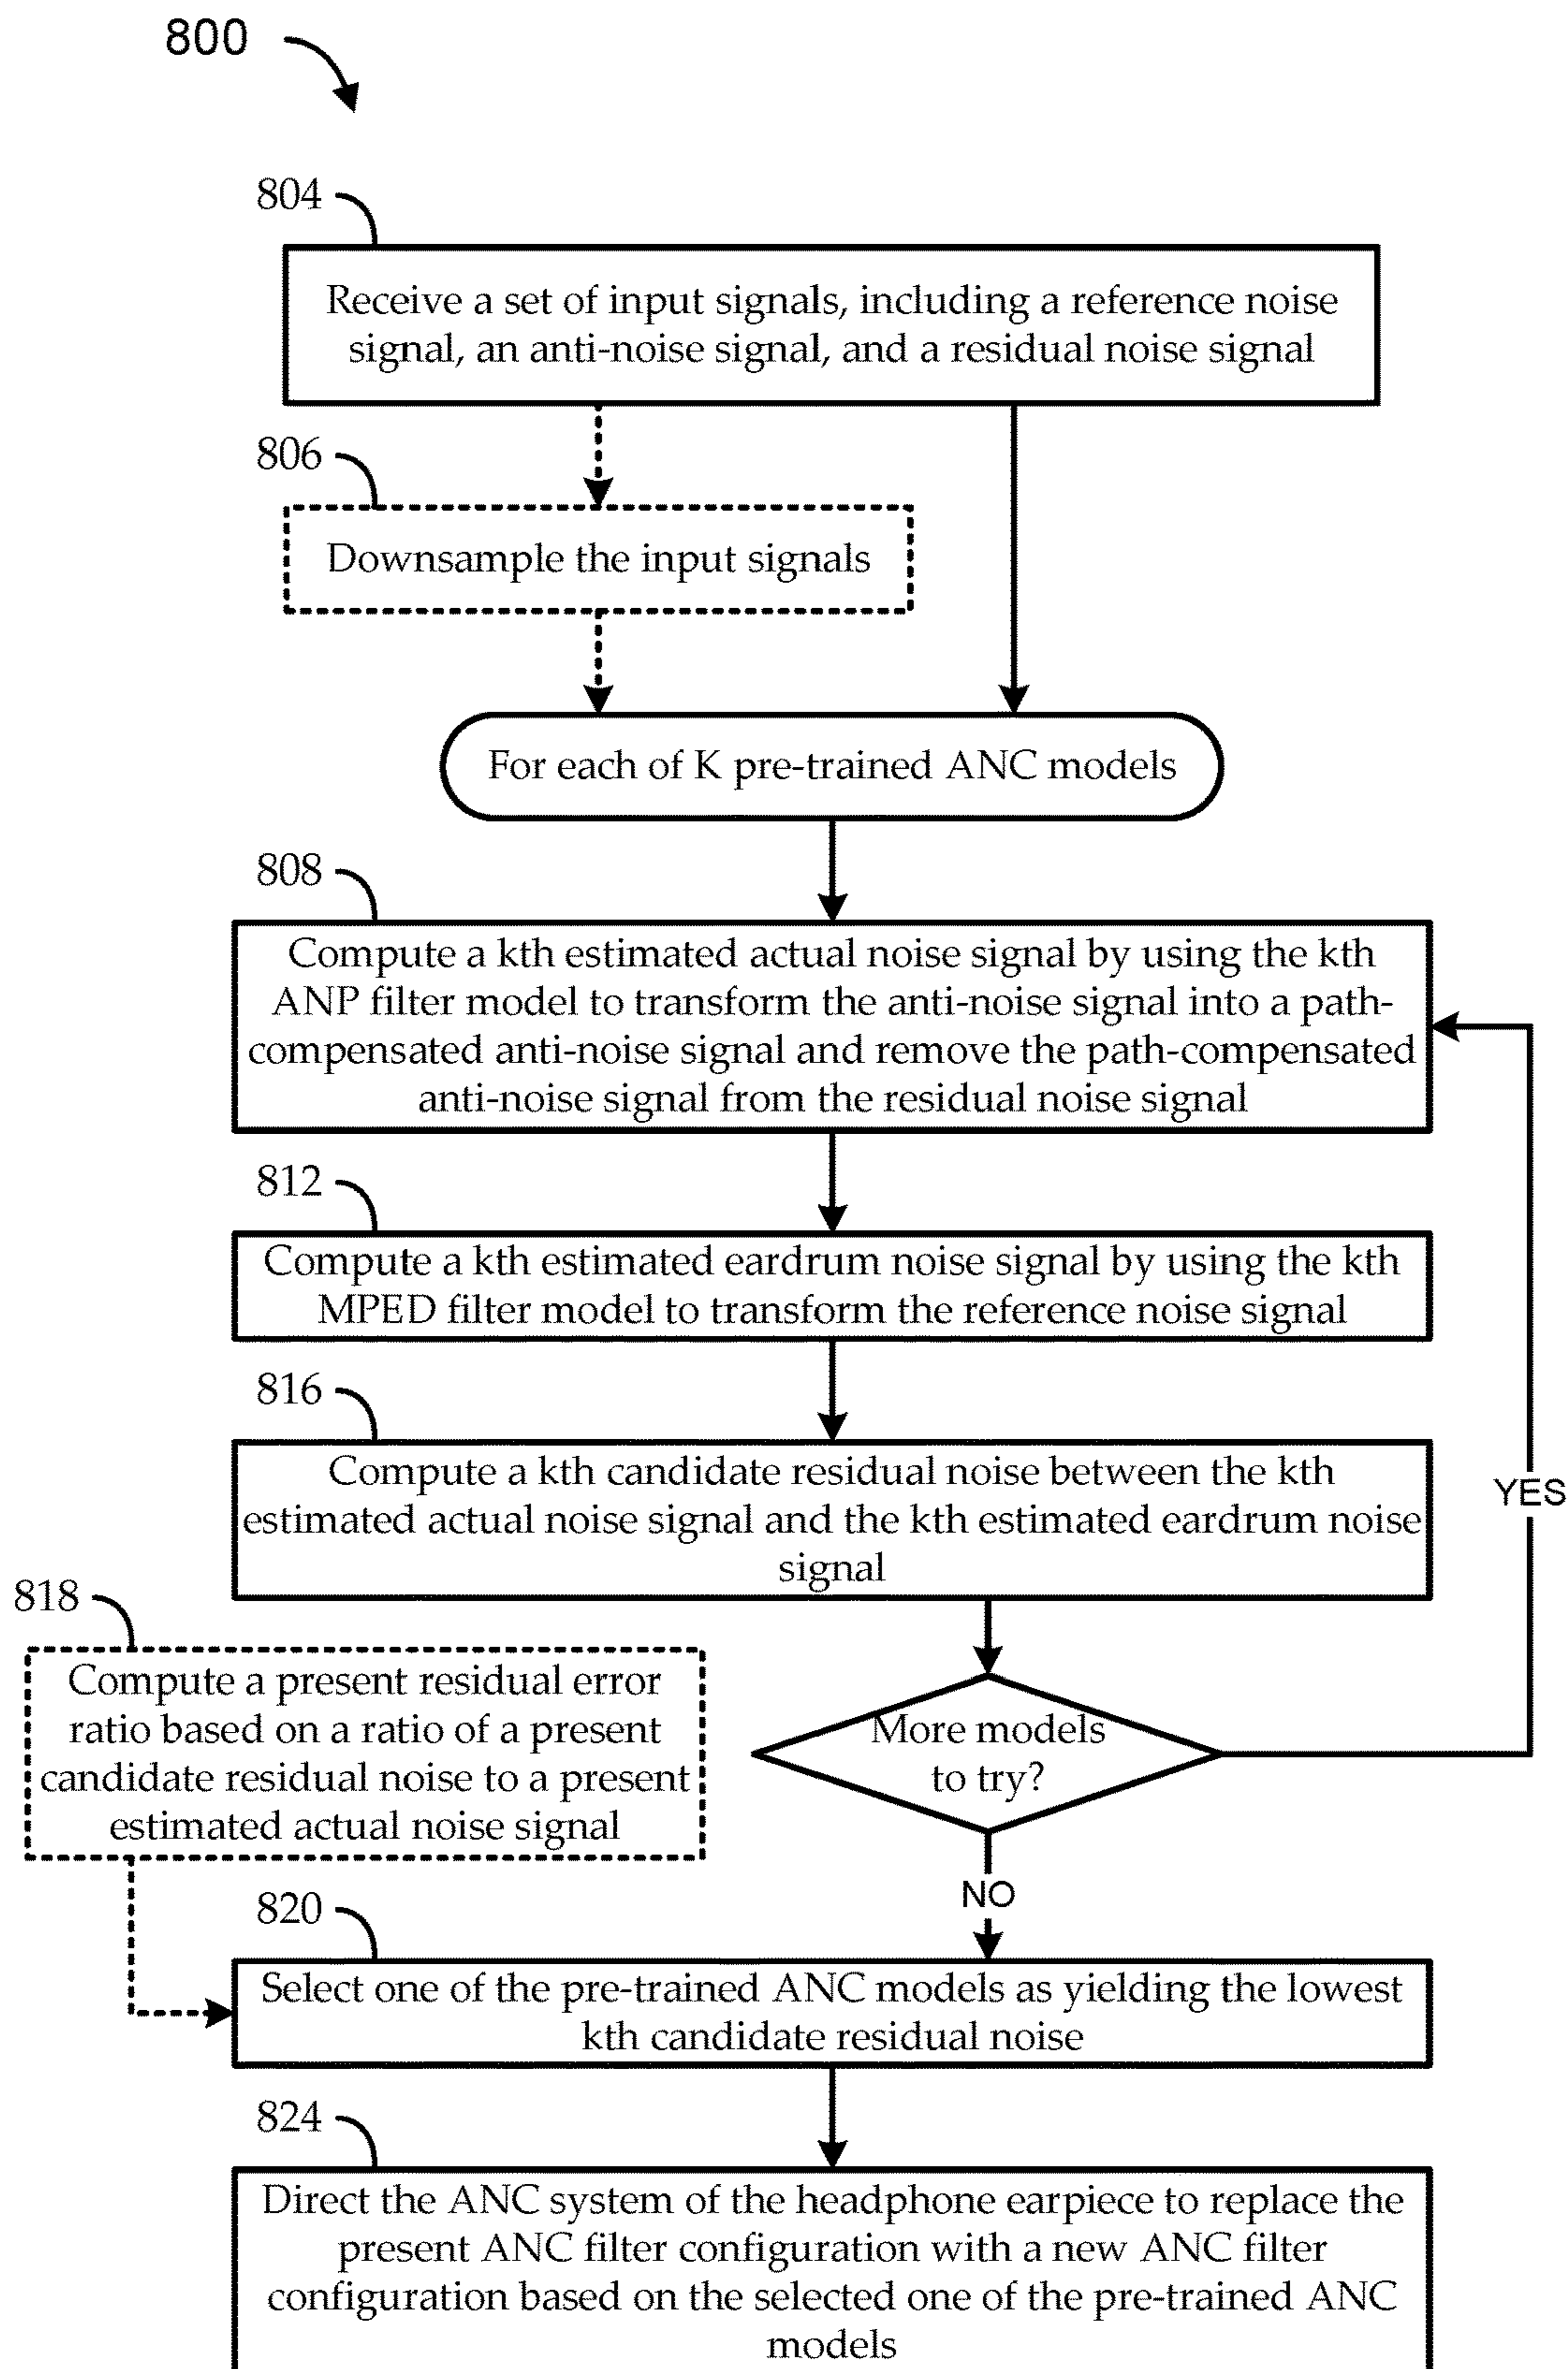 800
804
Receive a set of input signals, including a reference noise
signal, an anti-noise signal, and a residual noise signal
806
Downsample the input signals
For each of K pre-trained ANC models
808
Compute a kth estimated actual noise signal by using the kth
ANP filter model to transform the anti-noise signal into a path-
compensated anti-noise signal and remove the path-compensated
anti-noise signal from the residual noise signal
812
Compute a kth estimated eardrum noise signal by using the kth
MPED filter model to transform the reference noise signal
816
Compute a kth candidate residual noise between the kth
estimated actual noise signal and the kth estimated eardrum noise
signal
YES
818
Compute a present residual error
ratio based on a ratio of a present
candidate residual noise to a present
estimated actual noise signal
More models
to try?
NO
820
Select one of the pre-trained ANC models as yielding the lowest
kth candidate residual noise
824
Direct the ANC system of the headphone earpiece to replace the
present ANC filter configuration with a new ANC filter
configuration based on the selected one of the pre-trained ANC
models